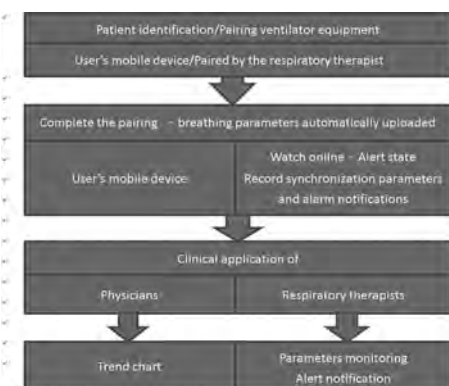 Patient identification/Pairing ventilator equipment
User's mobile device/Paired by the respiratory therapist
Complete the pairing - breathing parameters automatically uploaded
User's mobile device
Watch online - Alert state
Record synchronization parameters
and alarm notifications
Clinical application of
Physicians
Respiratory therapists
Trend chart
Parameters monitoring
Alert notification